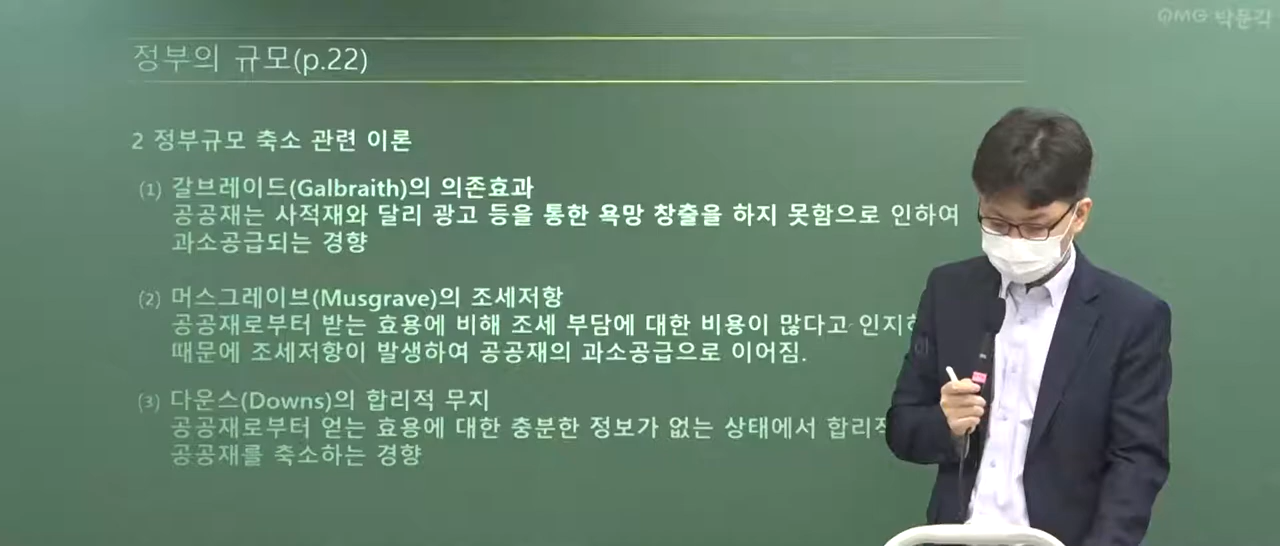 PMG 박문각
정부의 규모(p.22)
2 정부규모 축소 관련 이론
(1) 갈브레이드(Galbraith)의 의존효과
공공재는 사적재와 달리 광고 등을 통한 욕망 창출을 하지 못함으로 인하여
과소공급되는 경향
(2) 머스그레이브(Musgrave)의 조세저항
공공재로부터 받는 효용에 비해 조세 부담에 대한 비용이 많다고 인지하
때문에 조세저항이 발생하여 공공재의 과소공급으로 이어짐.
(3) 다운스(Downs)의 합리적 무지
공공재로부터 얻는 효용에 대한 충분한 정보가 없는 상태에서 합리적
공공재를 축소하는 경향